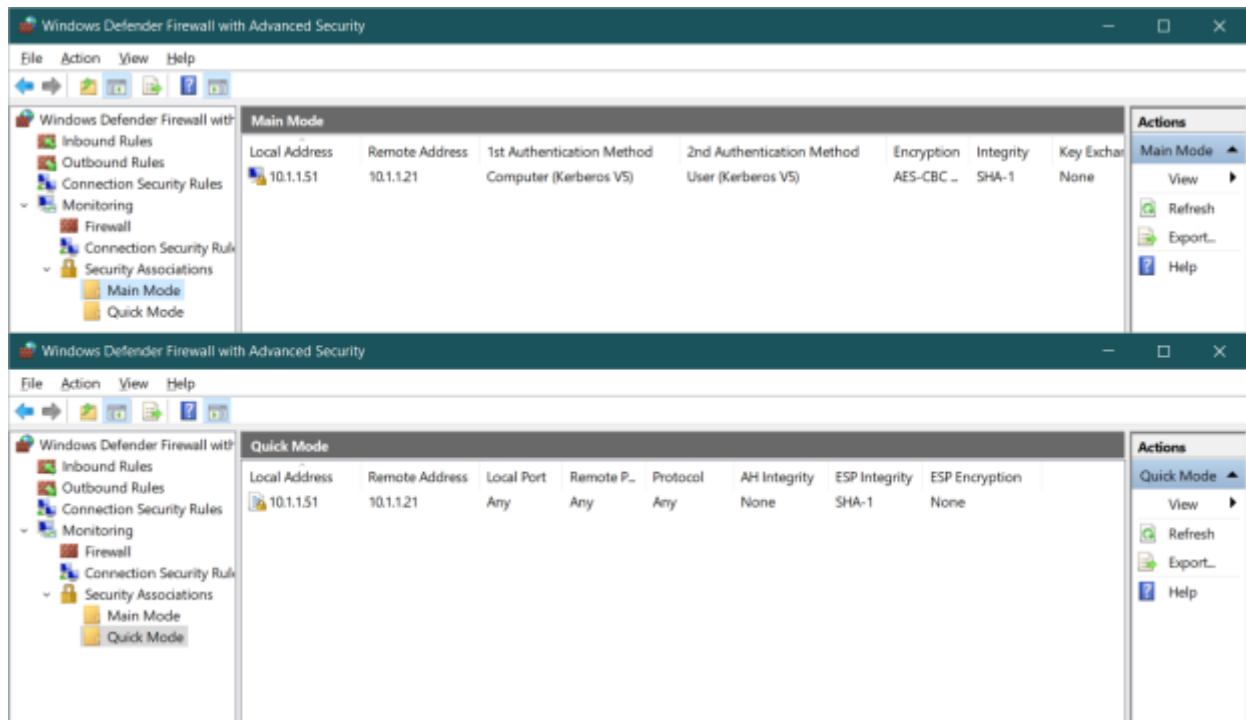 Windows Defender Firewall with Advanced Security
File Action View Help
Windows Defender Firewall with
Inbound Rules
Outbound Rules
Connection Security Rules
Monitoring
Firewall
Connection Security Rule
Security Associations
Main Mode
Quick Mode
Main Mode
Local Address Remote Address 1st Authentication Method 2nd Authentication Method Encryption Integrity Key Exchan
10.1.1.51 10.1.1.21 Computer (Kerberos V5) User (Kerberos V5) AES-CBC ... SHA-1 None
Actions
Main Mode
View
Refresh
Export...
Help
Windows Defender Firewall with Advanced Security
File Action View Help
Windows Defender Firewall with
Inbound Rules
Outbound Rules
Connection Security Rules
Monitoring
Firewall
Connection Security Rule
Security Associations
Main Mode
Quick Mode
Quick Mode
Local Address Remote Address Local Port Remote P... Protocol AH Integrity ESP Integrity ESP Encryption
10.1.1.51 10.1.1.21 Any Any Any None SHA-1 None
Actions
Quick Mode
View
Refresh
Export...
Help